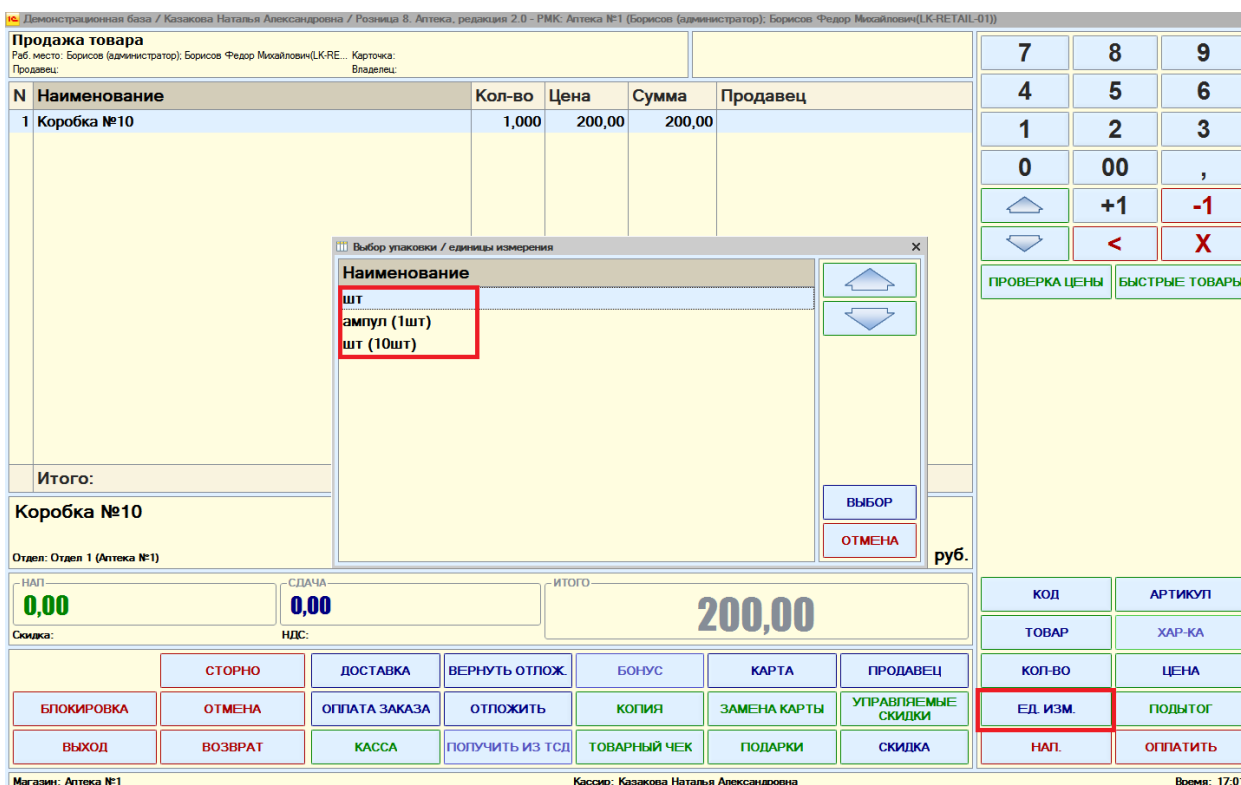 Демонстрационная база / Казакова Наталья Александровна / Розница 8. Аптека, редакция 2.0 - РМК: Аптека №1 (Борисов (администратор); Борисов Федор Михайлович(LK-RETAIL-01))
Продажа товара
Раб. место: Борисов (администратор); Борисов Федор Михайлович(LK-RE... Карточка:
Продавец: Владелец:
N Наименование Кол-во Цена Сумма Продавец
1 Коробка №10 1,000 200,00 200,00
Выбор упаковки / единицы измерения
Наименование
шт
ампул (1шт)
шт (10шт)
ВЫБОР
ОТМЕНА
Итого:
Коробка №10
Отдел: Отдел 1 (Аптека №1) руб.
НАП СДАЧА ИТОГО
0,00 0,00 200,00
Скидка: НДС:
СТОРНО ДОСТАВКА ВЕРНУТЬ ОТЛОЖ. БОНУС КАРТА ПРОДАВЕЦ
БЛОКИРОВКА ОТМЕНА ОПЛАТА ЗАКАЗА ОТЛОЖИТЬ КОПИЯ ЗАМЕНА КАРТЫ УПРАВЛЯЕМЫЕ СКИДКИ
ВЫХОД ВОЗВРАТ КАССА ПОЛУЧИТЬ ИЗ ТСД ТОВАРНЫЙ ЧЕК ПОДАРКИ СКИДКА
7 8 9
4 5 6
1 2 3
0 00 ,
+1 -1
< X
ПРОВЕРКА ЦЕНЫ БЫСТРЫЕ ТОВАРЫ
КОД АРТИКУЛ
ТОВАР ХАР-КА
КОЛ-ВО ЦЕНА
ЕД. ИЗМ. ПОДЫТОГ
НАЛ. ОПЛАТИТЬ
Магазин: Аптека №1 Кассир: Казакова Наталья Александровна Время: 17:0